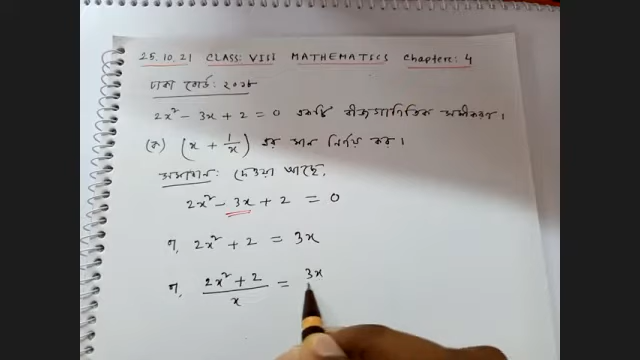 25.10.21 CLASS: VIII MATHEMATICS Chapter: 4
ঢাকা বোর্ড: ২০১৮
2x² - 3x + 2 = 0 একটি বীজগাণিতিক সমীকরণ।
(ক) (x + 1/x) এর মান নির্ণয় কর।
সমাধান: দেওয়া আছে,
2x² - 3x + 2 = 0
বা, 2x² + 2 = 3x
বা, (2x² + 2)/x = 3x